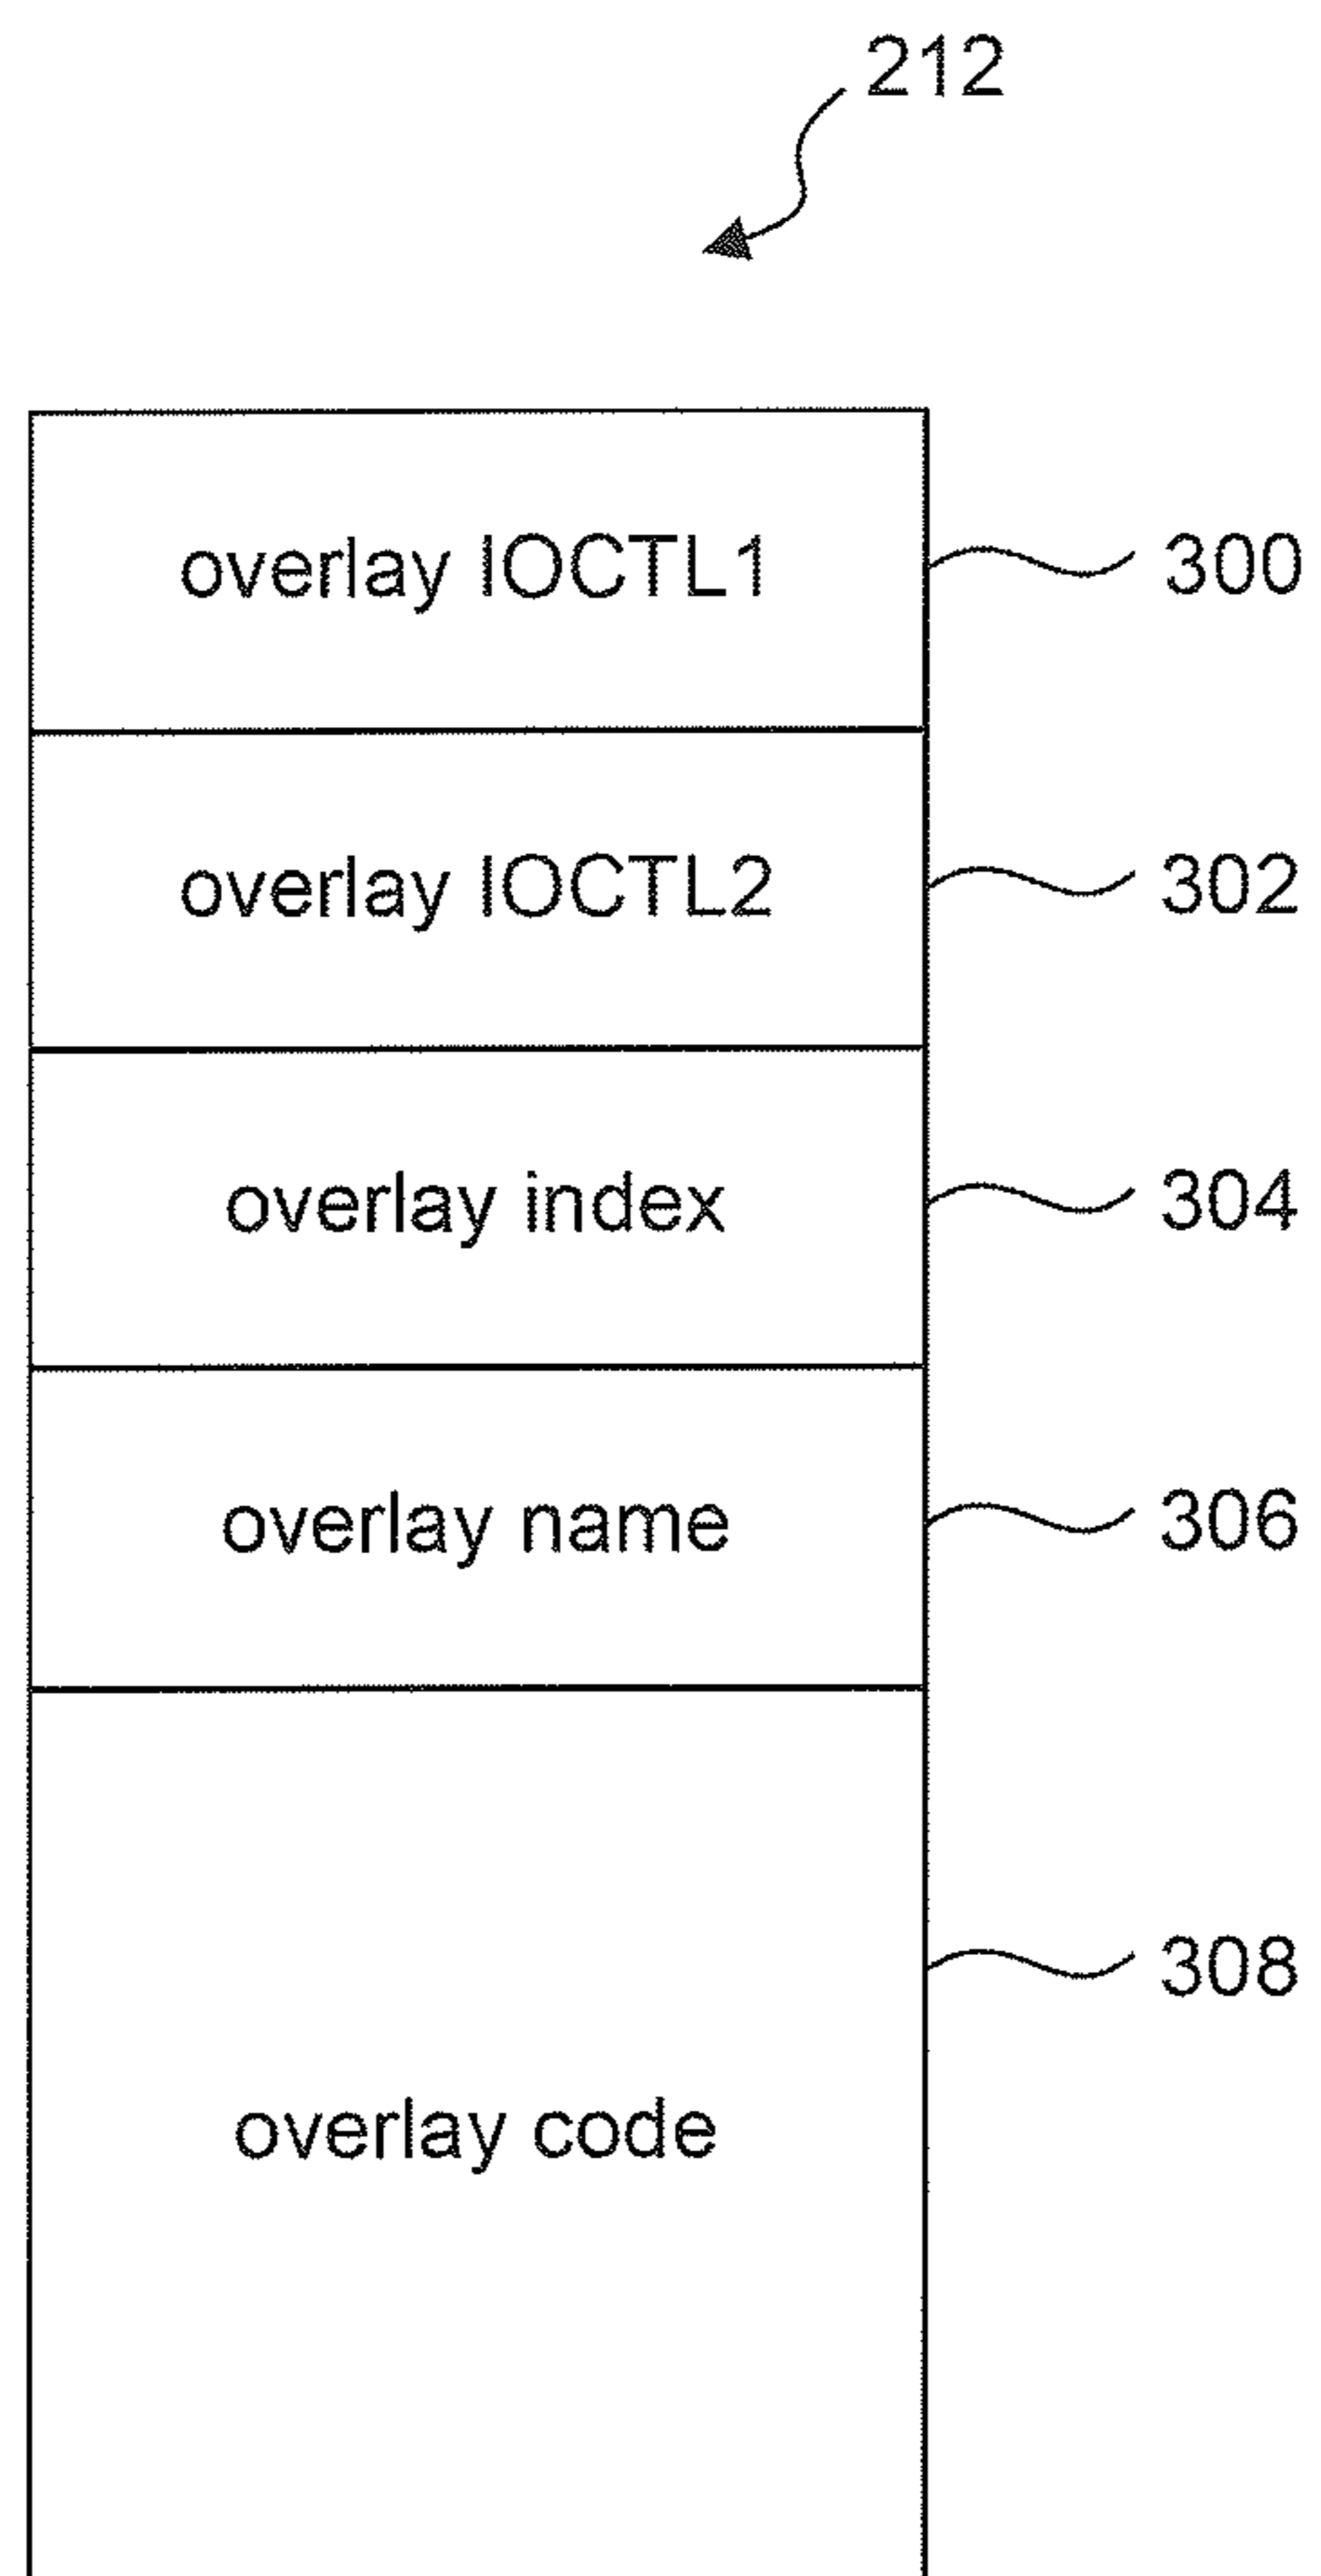 212
overlay IOCTL1 300
overlay IOCTL2 302
overlay index 304
overlay name 306
308
overlay code